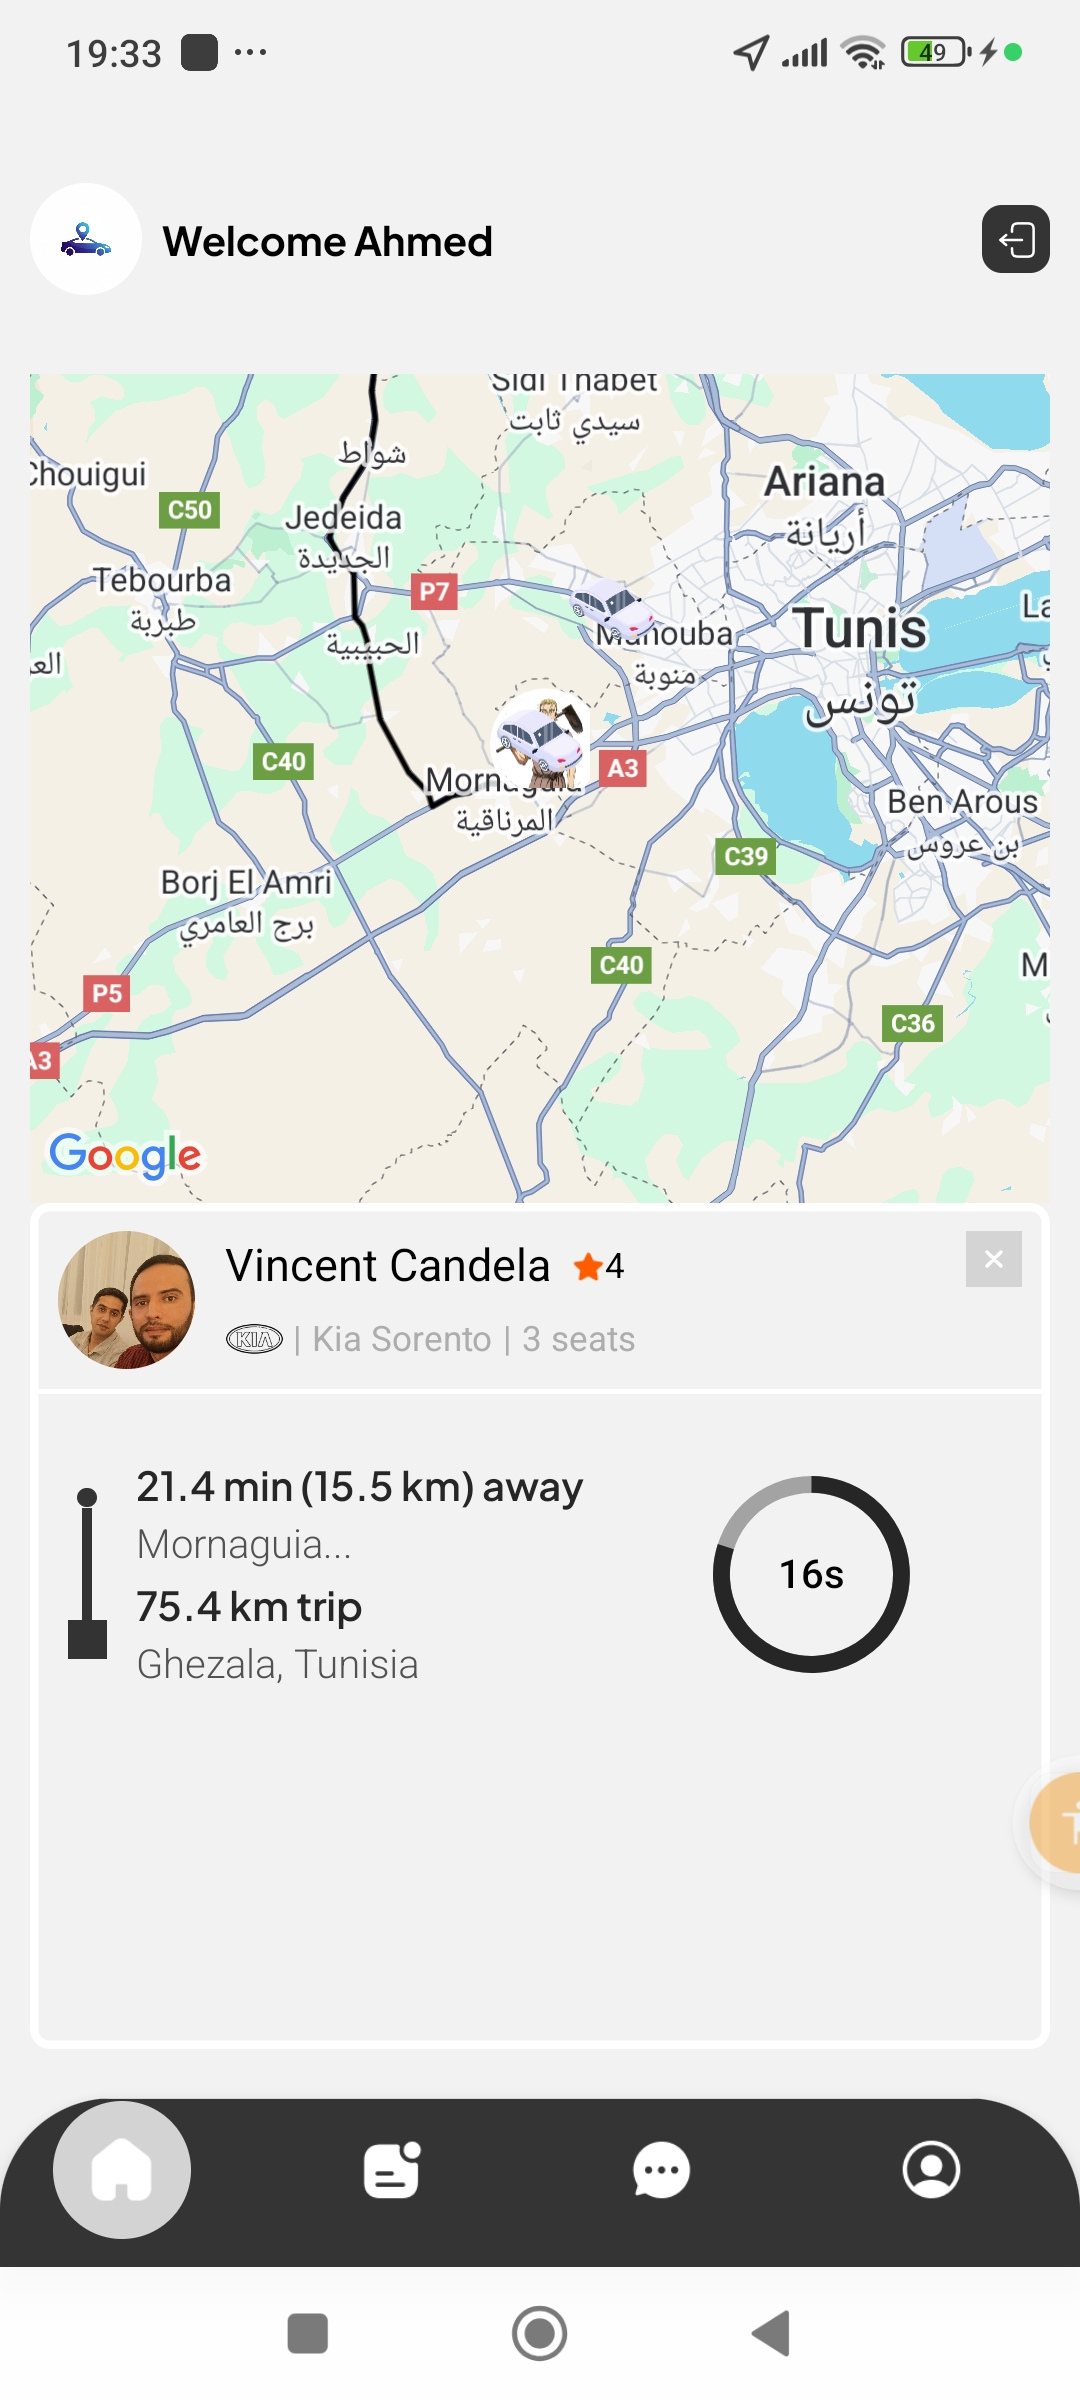 19:33
49
Welcome Ahmed
Sidi Thabet
سيدي ثابت
شواط
Chouigui
C50
Ariana
أريانة
Jedeida
الجديدة
Tebourba
طبربة
P7
Manouba
منوبة
Tunis
تونس
La
الحبيبية
العر
C40
A3
Mornaguia
المرناقية
Ben Arous
بن عروس
C39
Borj El Amri
برج العامري
C40
M
P5
C36
A3
Google
Vincent Candela 4
KIA | Kia Sorento | 3 seats
21.4 min (15.5 km) away
Mornaguia...
75.4 km trip
Ghezala, Tunisia
16s